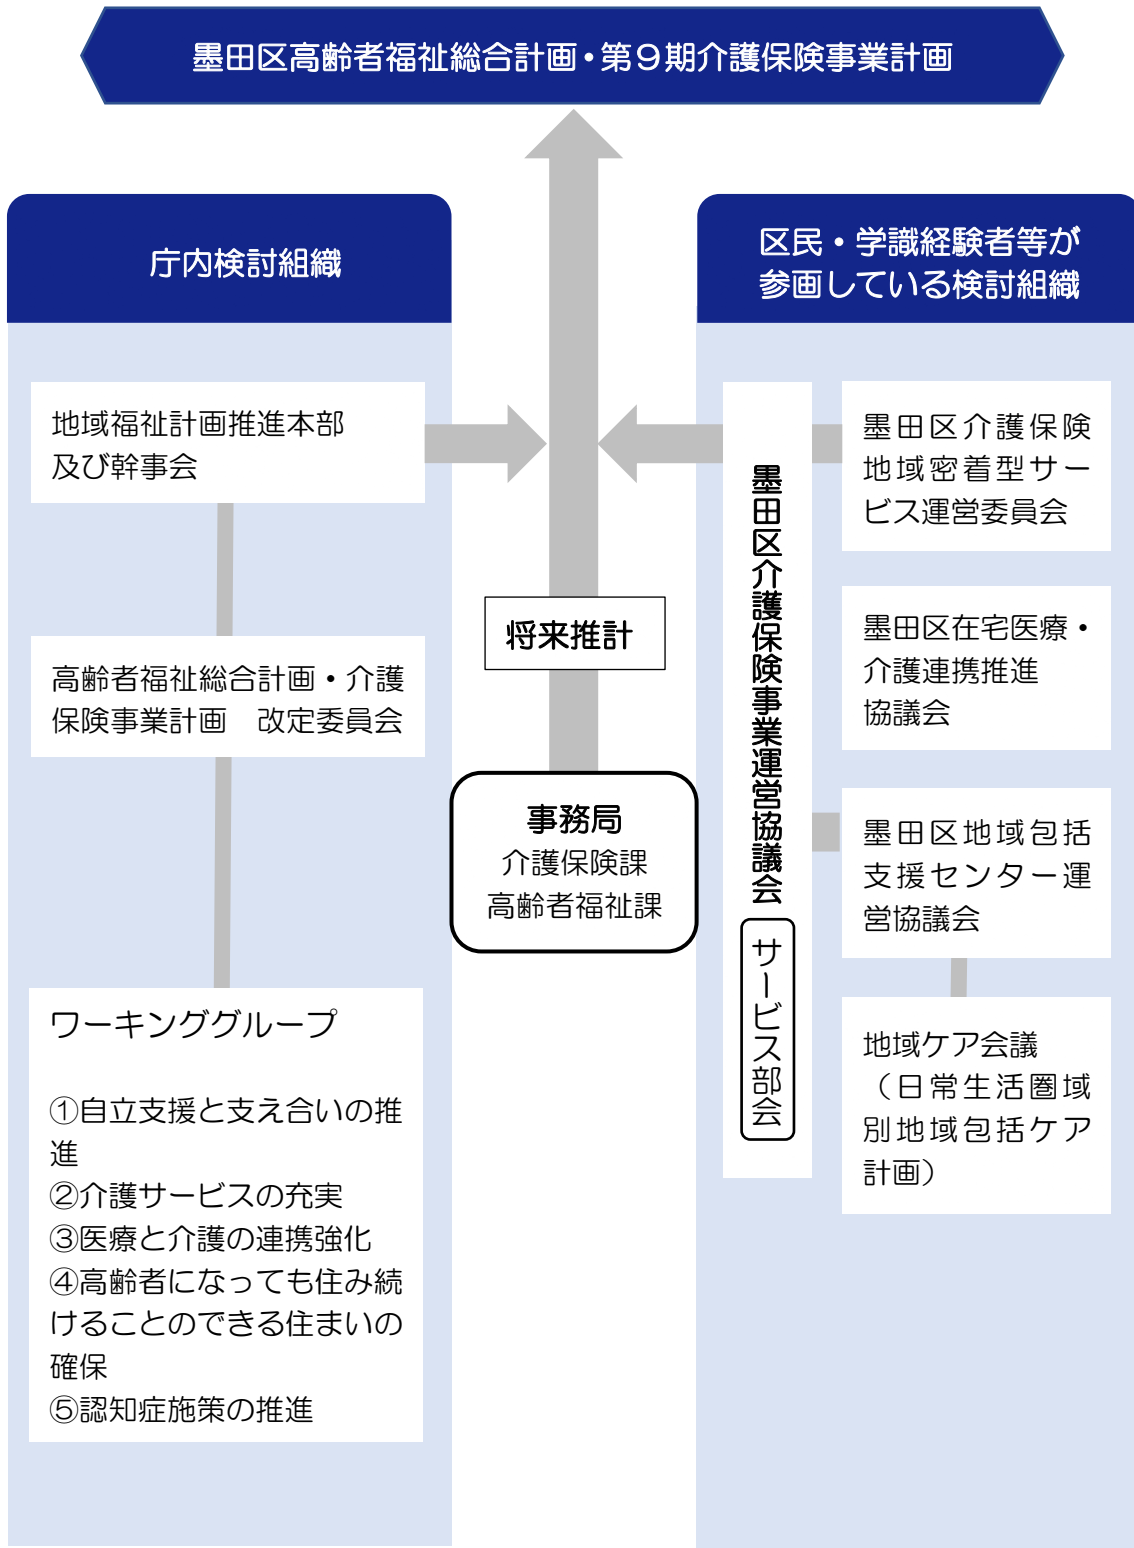 墨田区高齢者福祉総合計画・第９期介護保険事業計画
庁内検討組織
地域福祉計画推進本部
及び幹事会
高齢者福祉総合計画・介護
保険事業計画　改定委員会
ワーキンググループ
①自立支援と支え合いの推
進
②介護サービスの充実
③医療と介護の連携強化
④高齢者になっても住み続
けることのできる住まいの
確保
⑤認知症施策の推進
将来推計
事務局
介護保険課
高齢者福祉課
区民・学識経験者等が
参画している検討組織
墨田区介護保険事業運営協議会
サービス部会
墨田区介護保険
地域密着型サー
ビス運営委員会
墨田区在宅医療・
介護連携推進
協議会
墨田区地域包括
支援センター運
営協議会
地域ケア会議
（日常生活圏域
別地域包括ケア
計画）